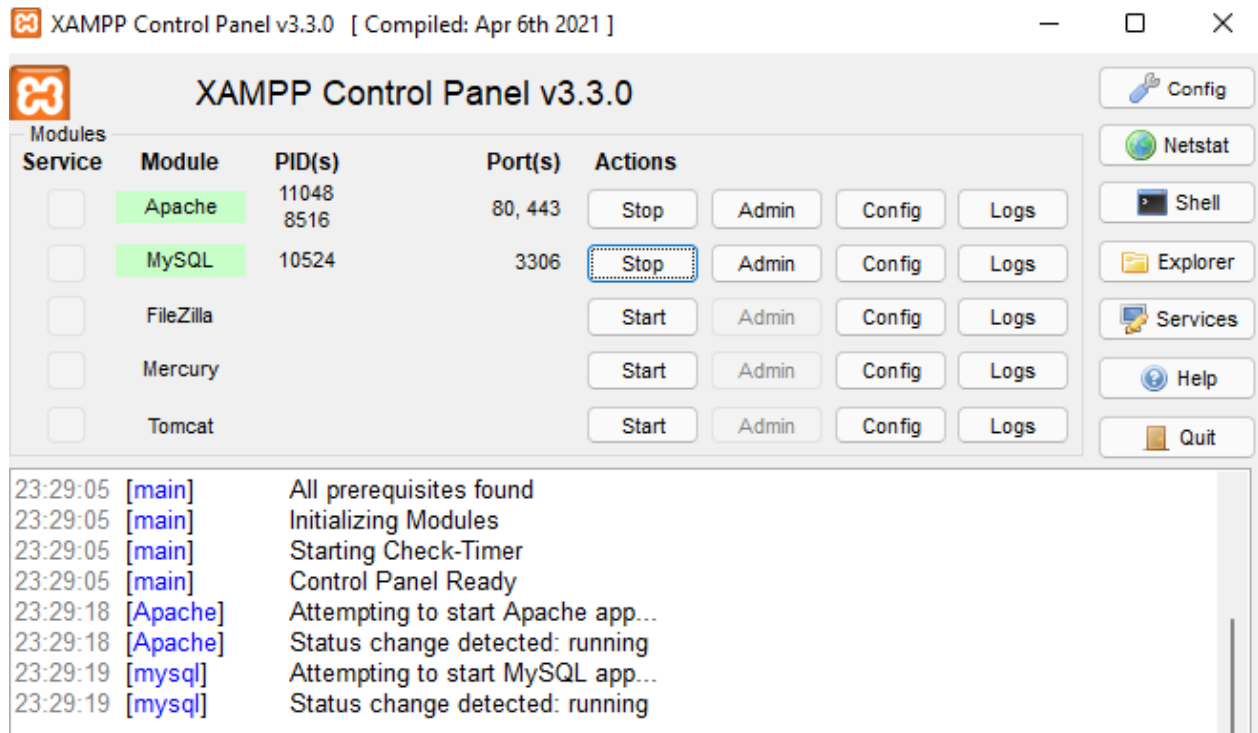 XAMPP Control Panel v3.3.0 [ Compiled: Apr 6th 2021 ]
XAMPP Control Panel v3.3.0
Config
Modules
Netstat
Service Module PID(s) Port(s) Actions
Apache 11048 8516 80, 443 Stop Admin Config Logs
Shell
MySQL 10524 3306 Stop Admin Config Logs
Explorer
FileZilla Start Admin Config Logs
Services
Mercury Start Admin Config Logs
Help
Tomcat Start Admin Config Logs
Quit
23:29:05 [main] All prerequisites found
23:29:05 [main] Initializing Modules
23:29:05 [main] Starting Check-Timer
23:29:05 [main] Control Panel Ready
23:29:18 [Apache] Attempting to start Apache app...
23:29:18 [Apache] Status change detected: running
23:29:19 [mysql] Attempting to start MySQL app...
23:29:19 [mysql] Status change detected: running